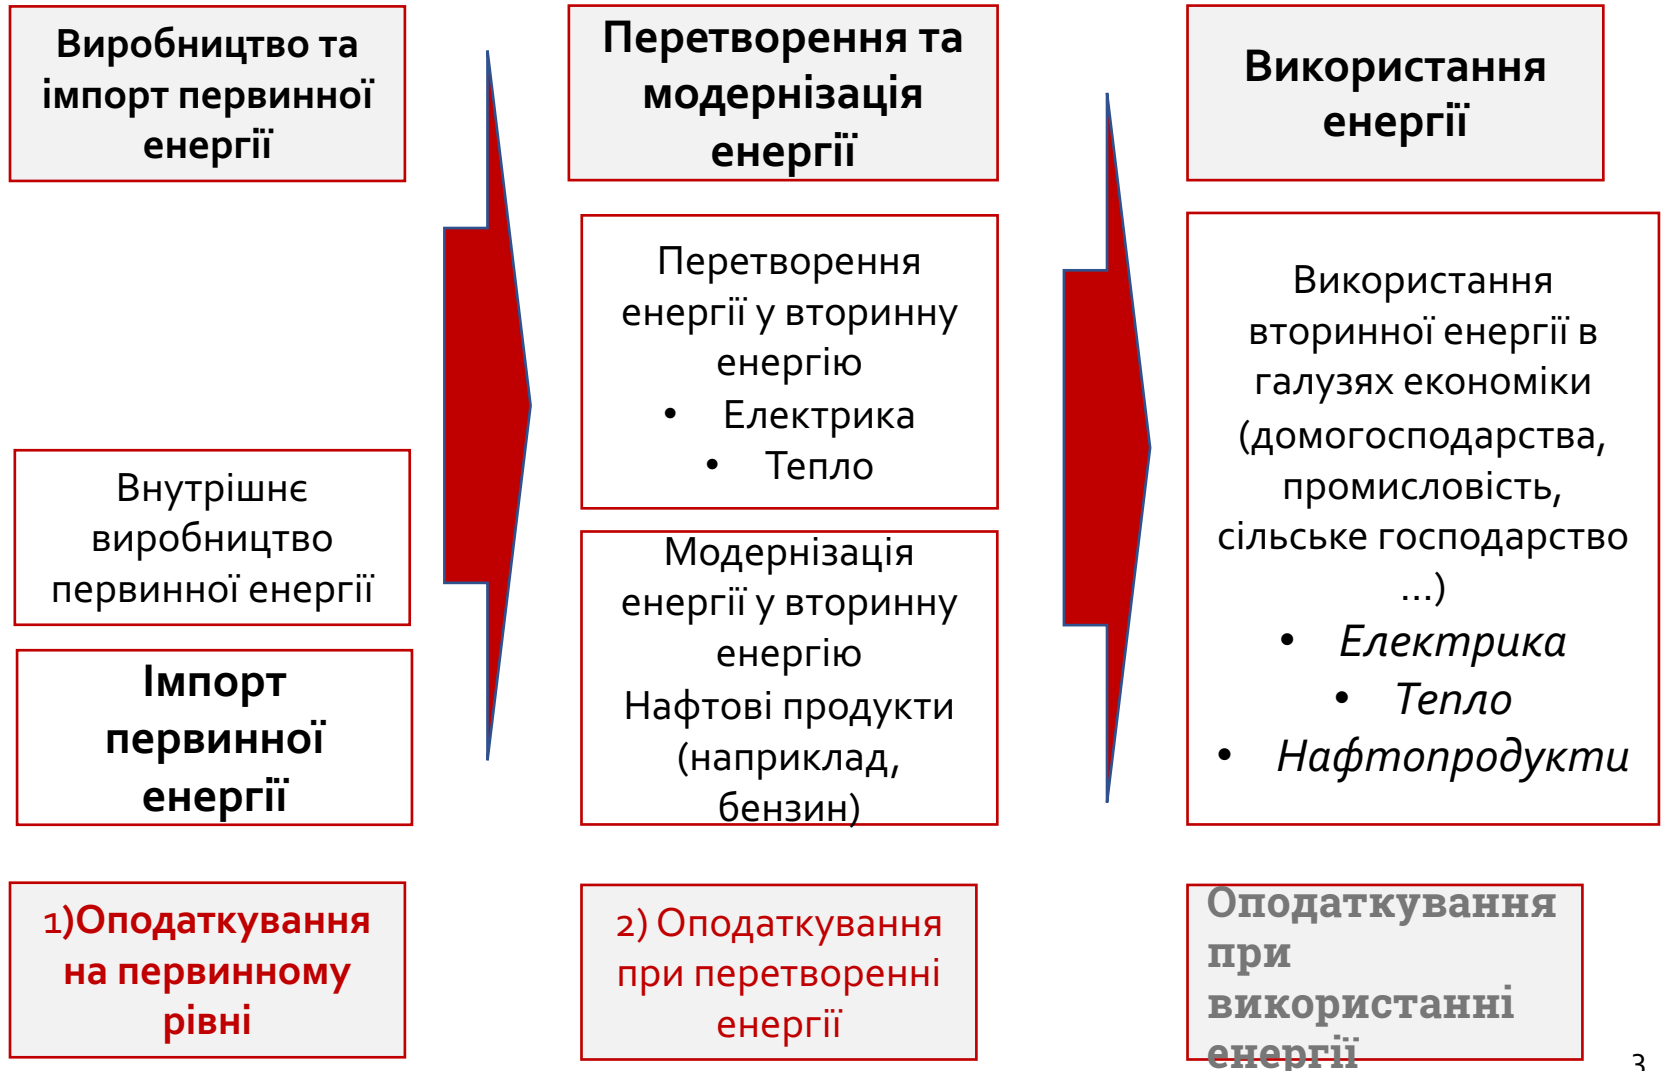 Виробництво та
імпорт первинної
енергії
Внутрішнє
виробництво
первинної енергії
Імпорт
первинної
енергії
1)Оподаткування
на первинному
рівні
Перетворення та
модернізація
енергії
Перетворення
енергії у вторинну
енергію
• Електрика
• Тепло
Модернізація
енергії у вторинну
енергію
Нафтові продукти
(наприклад,
бензин)
2) Оподаткування
при перетворенні
енергії
Використання
енергії
Використання
вторинної енергії в
галузях економіки
(домогосподарства,
промисловість,
сільське господарство
...)
• Електрика
• Тепло
• Нафтопродукти
Оподаткування
при
використанні
енергії
3